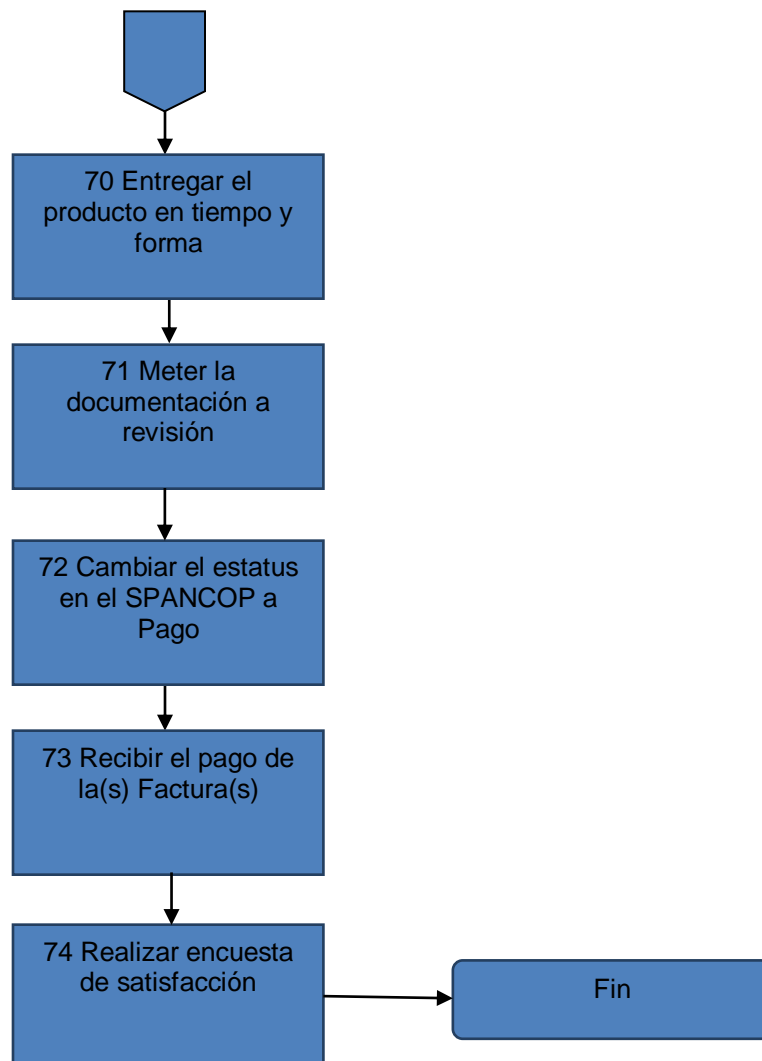 70 Entregar el
producto en tiempo y
forma
71 Meter la
documentación a
revisión
72 Cambiar el estatus
en el SPANCOP a
Pago
73 Recibir el pago de
la(s) Factura(s)
74 Realizar encuesta
de satisfacción
Fin